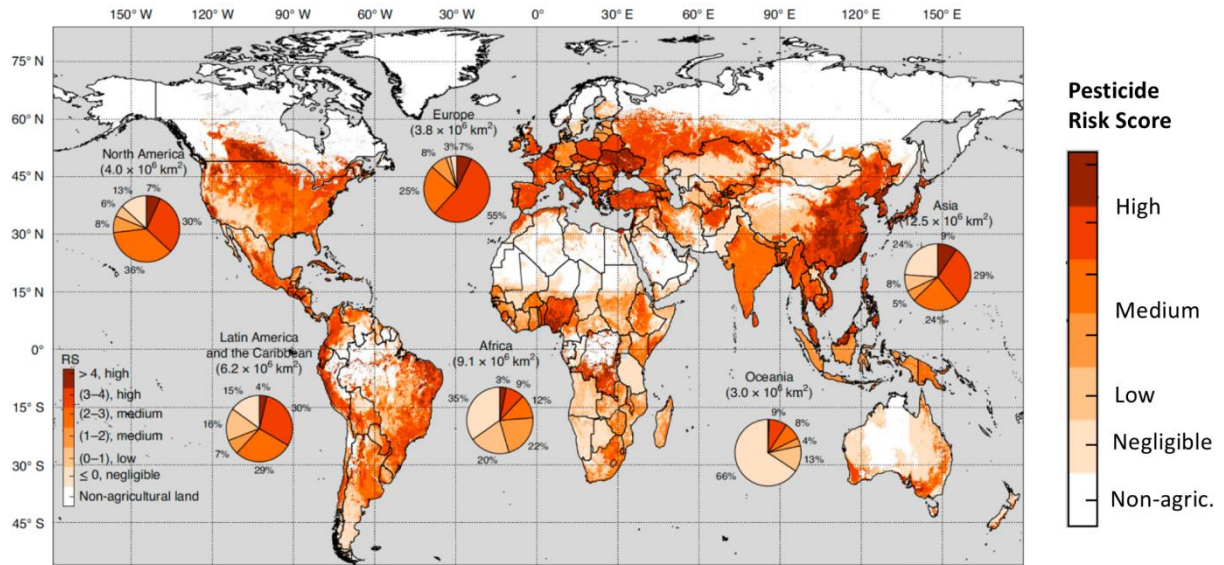 150° W 120° W 90° W 60° W 30° W 0° 30° E 60° E 90° E 120° E 150° E
75° N
60° N
45° N
30° N
15° N
0°
15° S
30° S
45° S
North America
(4.0 × 10⁶ km²)
13% 7%
6%
8%
30%
36%
Europe
(3.8 × 10⁶ km²)
8% 3% 7%
25%
55%
Asia
(12.5 × 10⁶ km²)
24% 9%
8%
5%
29%
24%
Latin America
and the Caribbean
(6.2 × 10⁶ km²)
15% 4%
30%
16%
7%
29%
Africa
(9.1 × 10⁶ km²)
3% 9%
35%
12%
22%
20%
Oceania
(3.0 × 10⁶ km²)
9%
8%
4%
13%
66%
RS
> 4, high
(3–4), high
(2–3), medium
(1–2), medium
(0–1), low
≤ 0, negligible
Non-agricultural land
Pesticide
Risk Score
High
Medium
Low
Negligible
Non-agric.